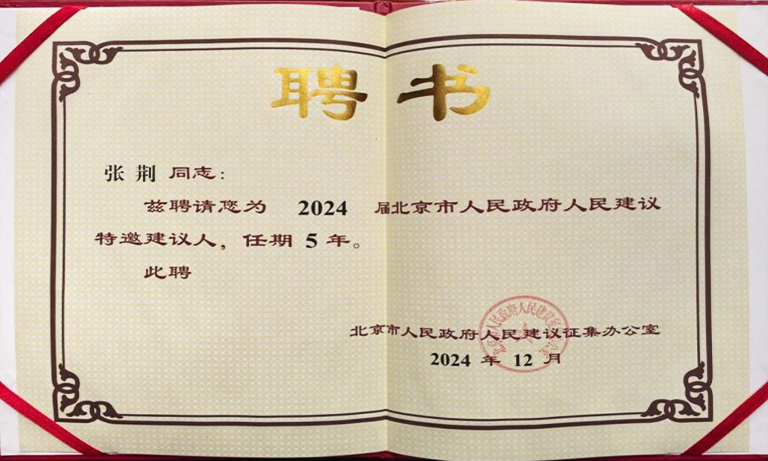 聘书
张荆 同志：
兹聘请您为 2024 届北京市人民政府人民建议
特邀建议人，任期 5 年。
此聘
北京市人民政府人民建议征集办公室
2024 年 12 月